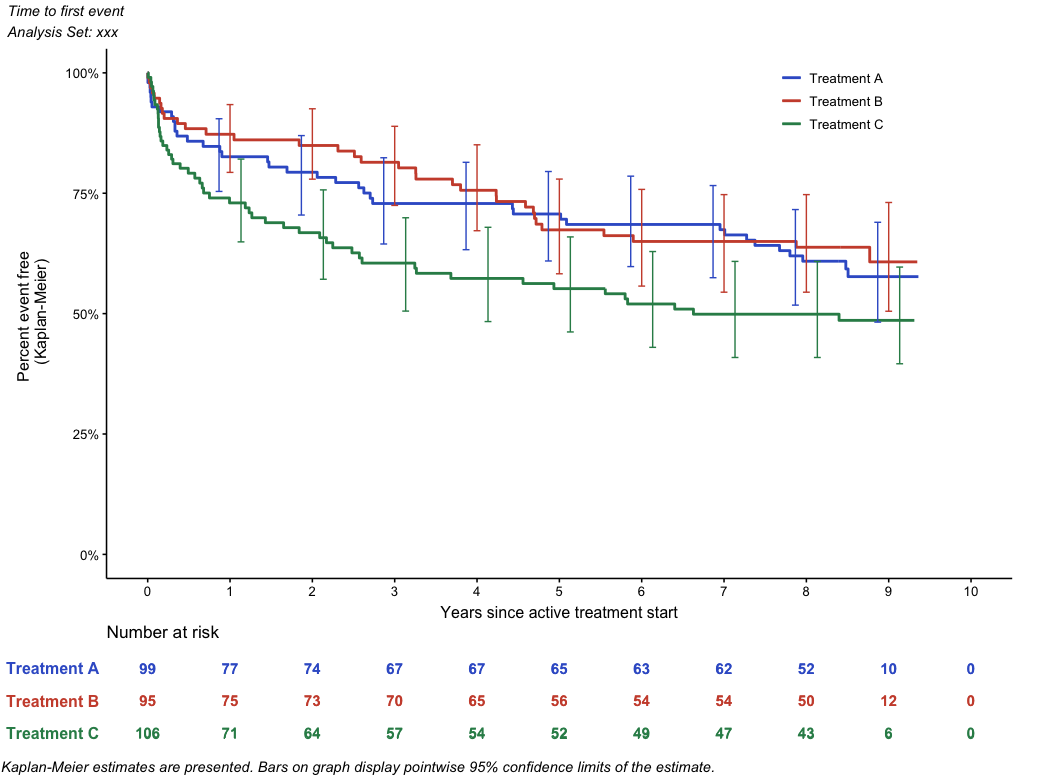 Time to first event
Analysis Set: xxx
100%
75%
50%
25%
0%
Percent event free
(Kaplan-Meier)
Treatment A
Treatment B
Treatment C
0 1 2 3 4 5 6 7 8 9 10
Years since active treatment start
Number at risk
Treatment A 99 77 74 67 67 65 63 62 52 10 0
Treatment B 95 75 73 70 65 56 54 54 50 12 0
Treatment C 106 71 64 57 54 52 49 47 43 6 0
Kaplan-Meier estimates are presented. Bars on graph display pointwise 95% confidence limits of the estimate.